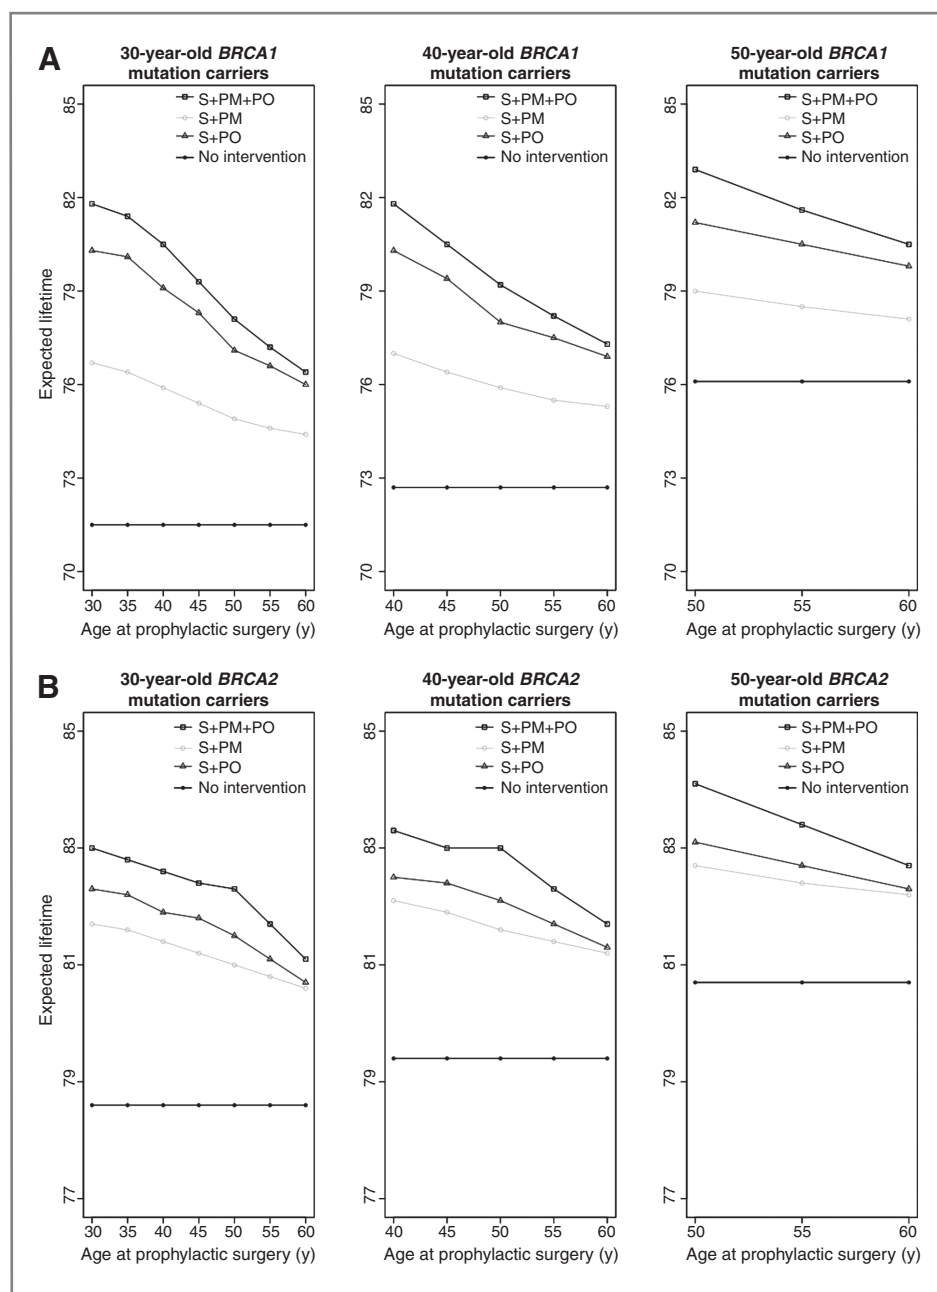 A
30-year-old BRCA1
mutation carriers
S+PM+PO
S+PM
S+PO
No intervention
Expected lifetime
85
82
79
76
73
70
30 35 40 45 50 55 60
Age at prophylactic surgery (y)
40-year-old BRCA1
mutation carriers
S+PM+PO
S+PM
S+PO
No intervention
85
82
79
76
73
70
40 45 50 55 60
Age at prophylactic surgery (y)
50-year-old BRCA1
mutation carriers
S+PM+PO
S+PM
S+PO
No intervention
85
82
79
76
73
70
50 55 60
Age at prophylactic surgery (y)
B
30-year-old BRCA2
mutation carriers
S+PM+PO
S+PM
S+PO
No intervention
Expected lifetime
85
83
81
79
77
30 35 40 45 50 55 60
Age at prophylactic surgery (y)
40-year-old BRCA2
mutation carriers
S+PM+PO
S+PM
S+PO
No intervention
85
83
81
79
77
40 45 50 55 60
Age at prophylactic surgery (y)
50-year-old BRCA2
mutation carriers
S+PM+PO
S+PM
S+PO
No intervention
85
83
81
79
77
50 55 60
Age at prophylactic surgery (y)